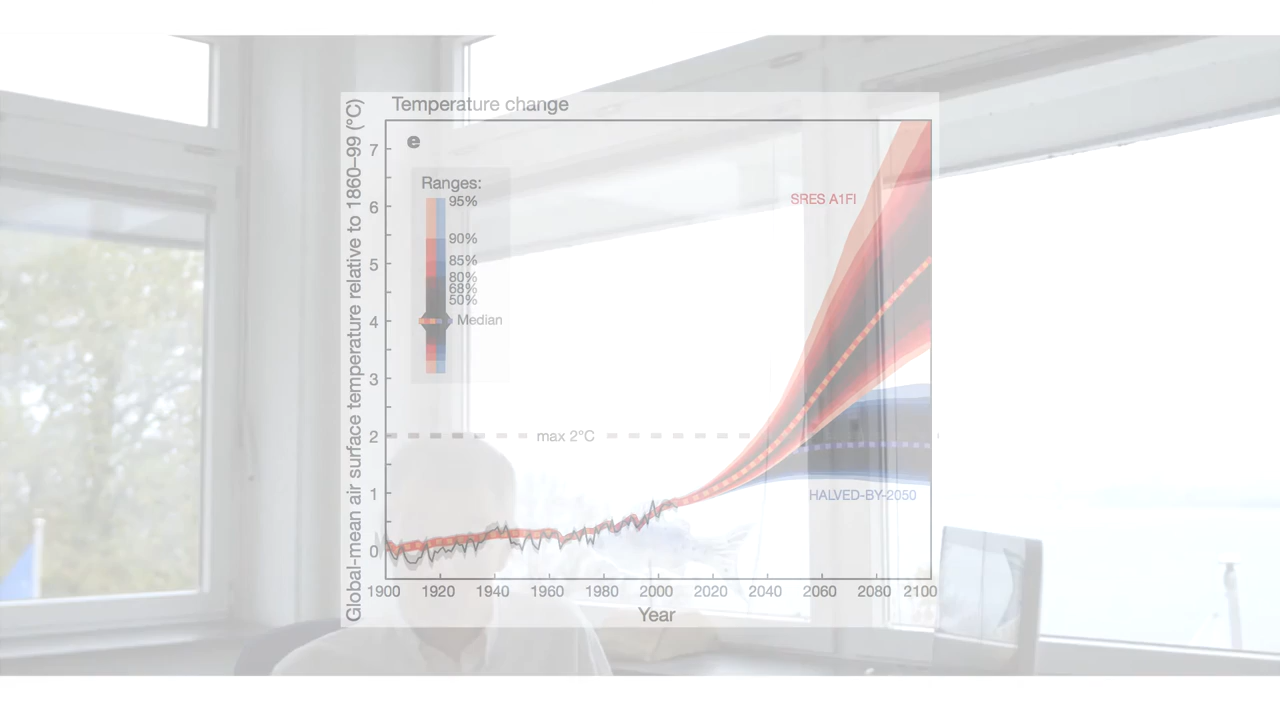 Temperature change
Global-mean air surface temperature relative to 1860–99 (°C)
e
Ranges:
95%
90%
85%
80%
68%
50%
Median
SRES A1FI
max 2°C
HALVED-BY-2050
7
6
5
4
3
2
1
0
1900 1920 1940 1960 1980 2000 2020 2040 2060 2080 2100
Year